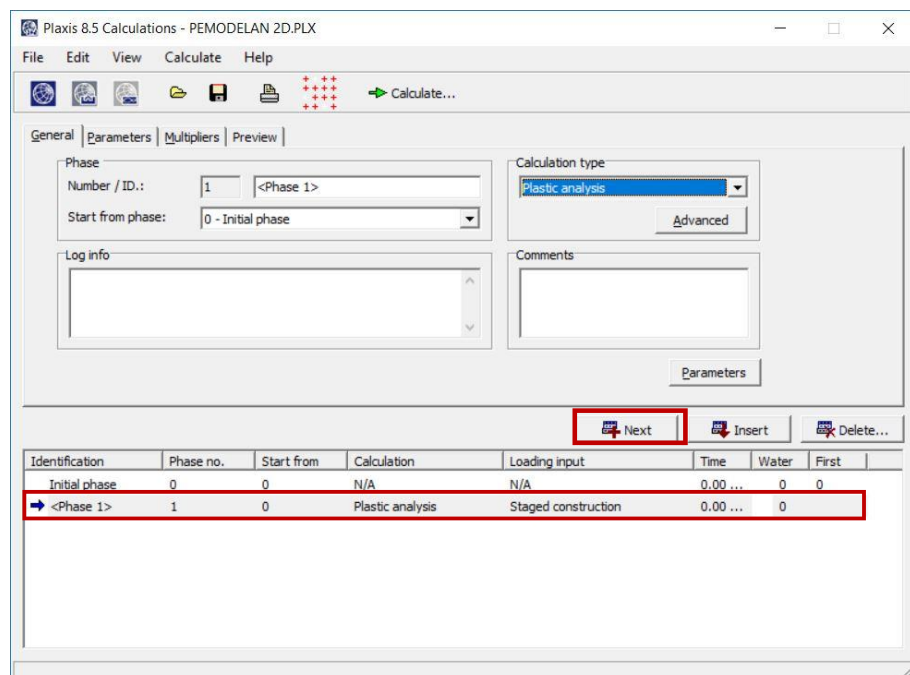 Plaxis 8.5 Calculations - PEMODELAN 2D.PLX
File Edit View Calculate Help
Calculate...
General Parameters Multipliers Preview
Phase
Number / ID.: 1 <Phase 1>
Start from phase: 0 - Initial phase
Calculation type
Plastic analysis
Advanced
Log info
Comments
Parameters
Next Insert Delete...
Identification Phase no. Start from Calculation Loading input Time Water First
Initial phase 0 0 N/A N/A 0.00 ... 0 0
<Phase 1> 1 0 Plastic analysis Staged construction 0.00 ... 0